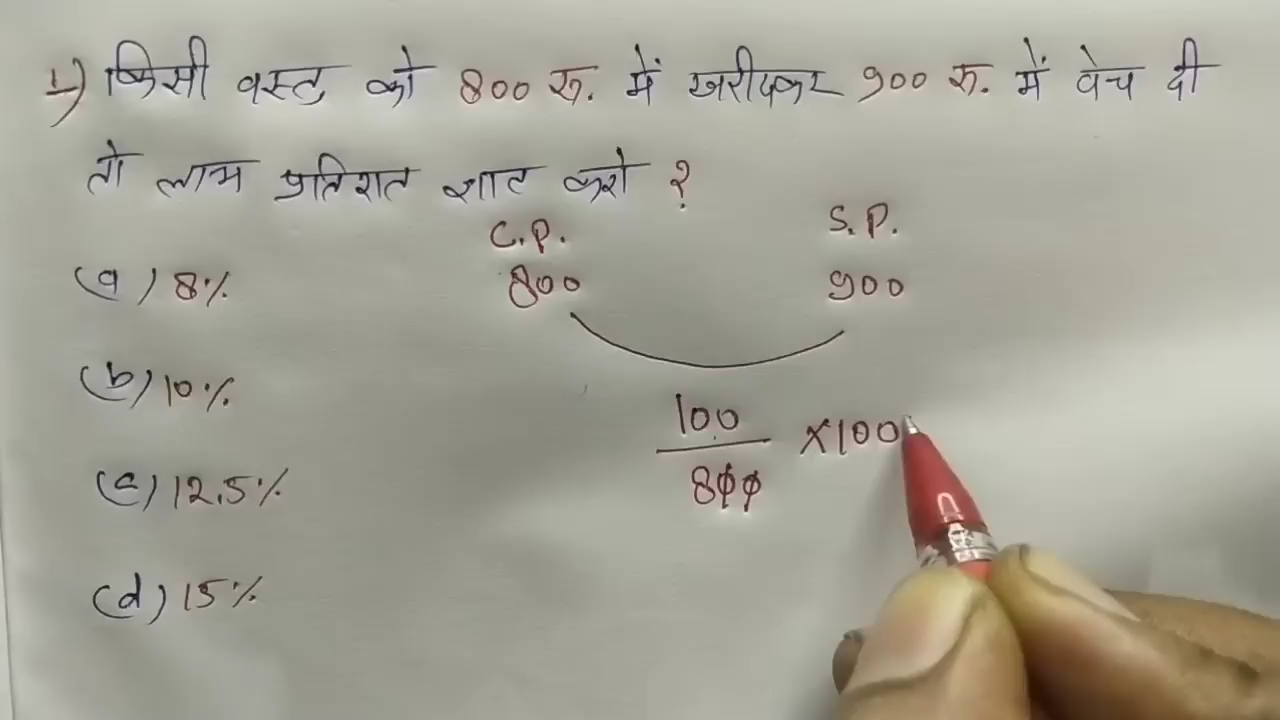 1) किसी वस्तु को 800 रु. में खरीदकर 900 रु. में वेच दी
तो लाभ प्रतिशत ज्ञात करो ?
C.P. S.P.
(a) 8% 800 900
(b) 10%
100
× 100
800
(c) 12.5%
(d) 15%